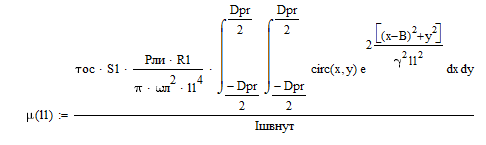 μ(l1) := τoc · S1 · Pли · R1 / π · ωл² · l1⁴ · ∫_{−Dpr/2}^{Dpr/2} ∫_{−Dpr/2}^{Dpr/2} circ(x,y) e^{2 [(x−B)²+y²] / γ² l1²} dx dy / Iшвнут